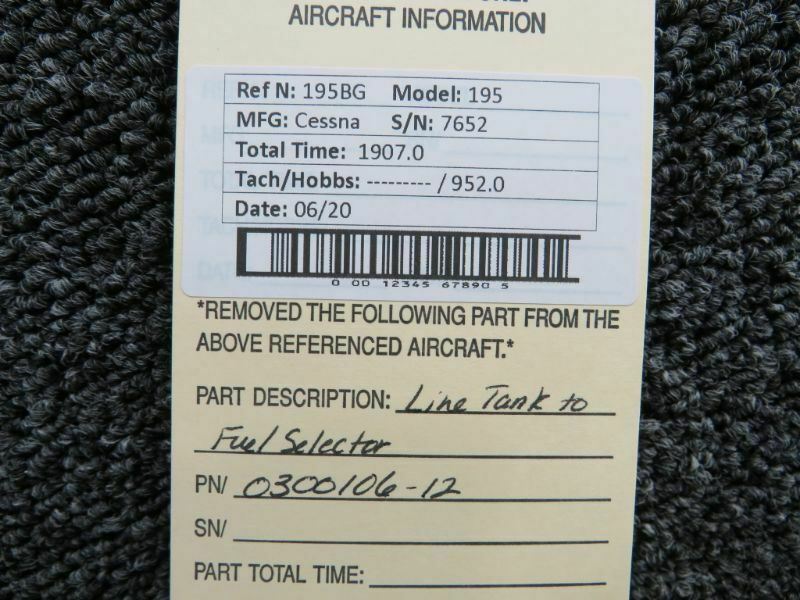 AIRCRAFT INFORMATION
Ref N: 195BG Model: 195
MFG: Cessna S/N: 7652
Total Time: 1907.0
Tach/Hobbs: --------- / 952.0
Date: 06/20
0 00 12345 67890 5
*REMOVED THE FOLLOWING PART FROM THE
ABOVE REFERENCED AIRCRAFT.*
PART DESCRIPTION: Line Tank to
Fuel Selector
PN/ 0300106-12
SN/
PART TOTAL TIME: